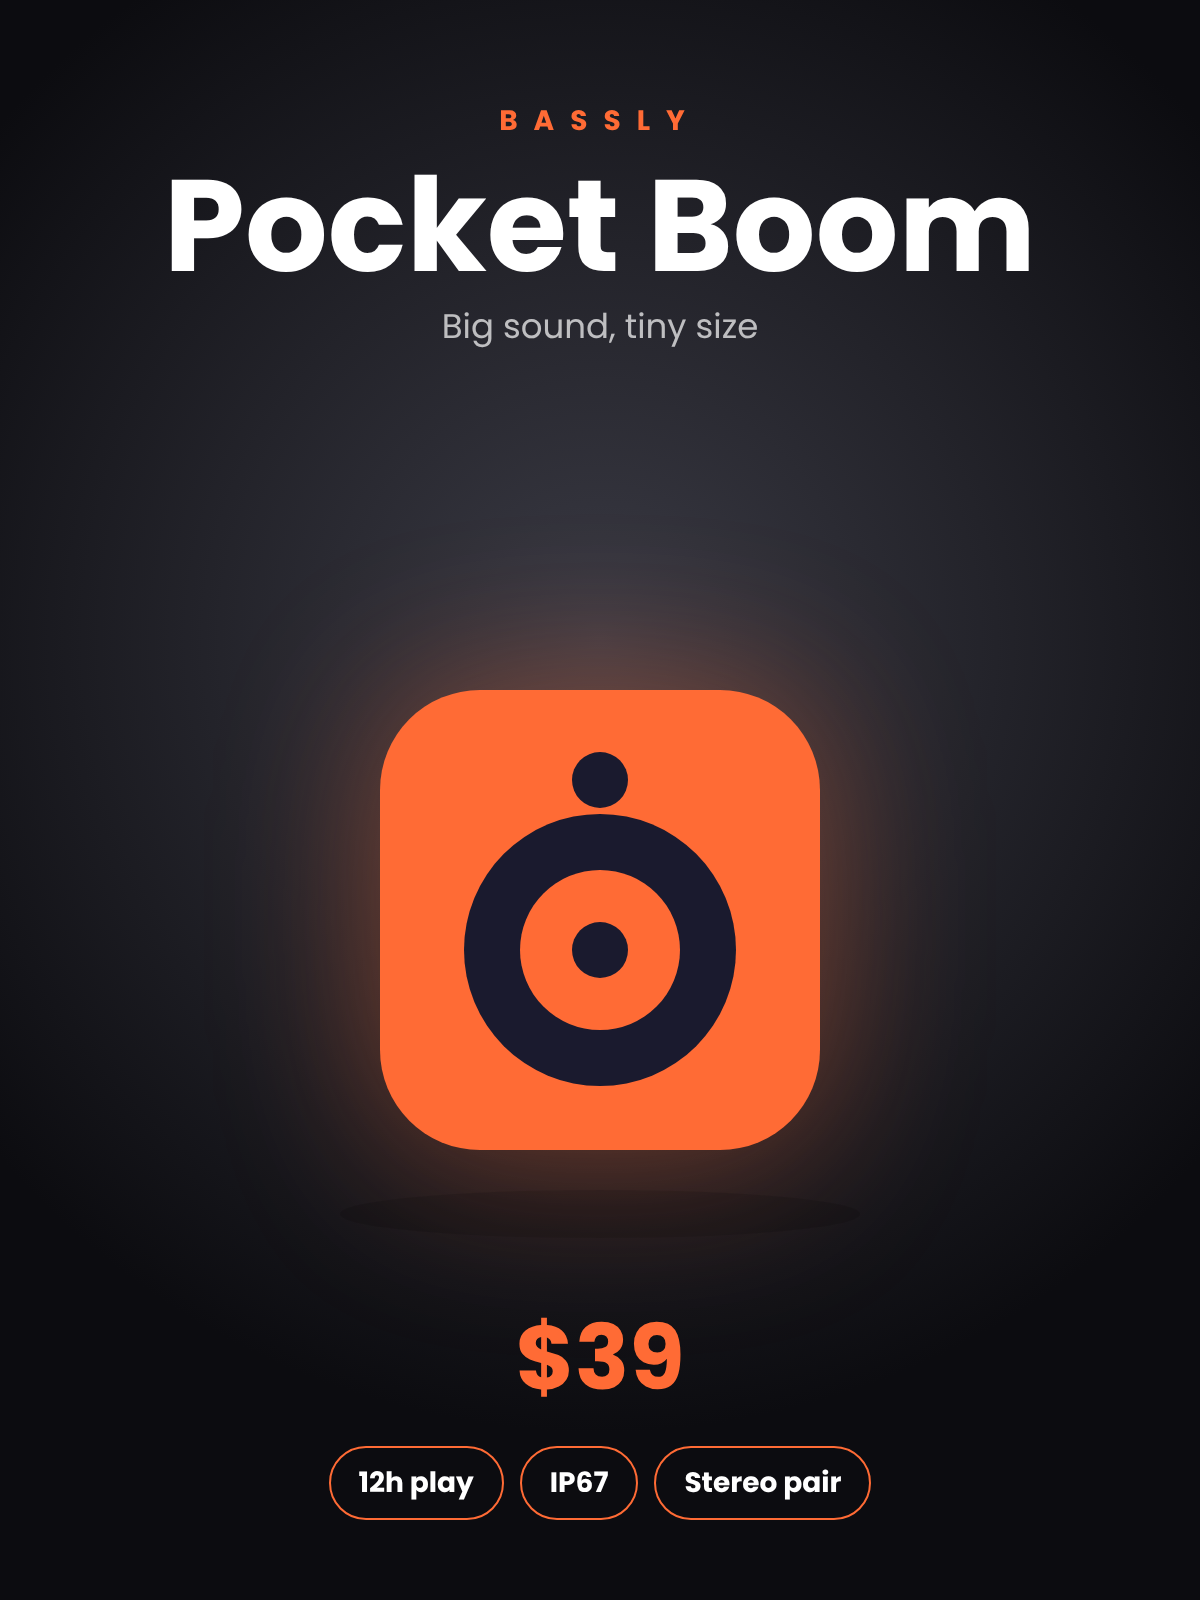 BASSLY
Pocket Boom
Big sound, tiny size
$39
12h play
IP67
Stereo pair